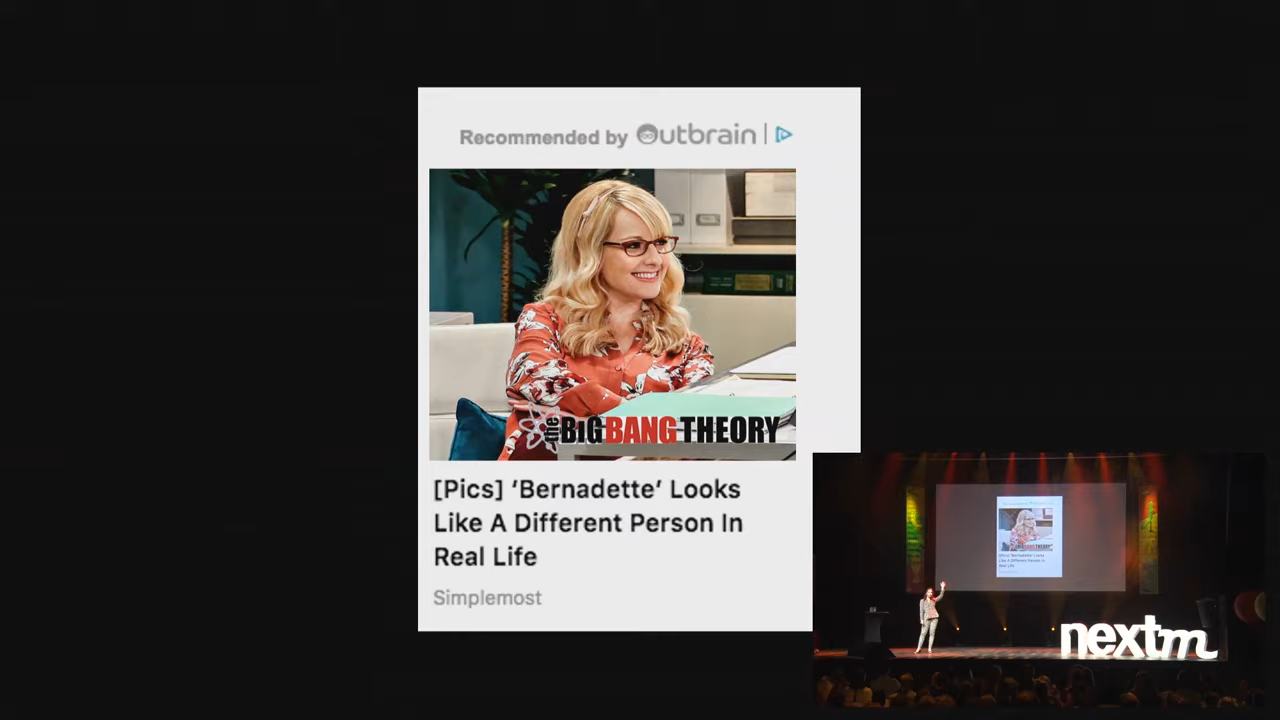 Recommended by Outbrain
the BIG BANG THEORY
[Pics] ‘Bernadette’ Looks
Like A Different Person In
Real Life
Simplemost
nextm